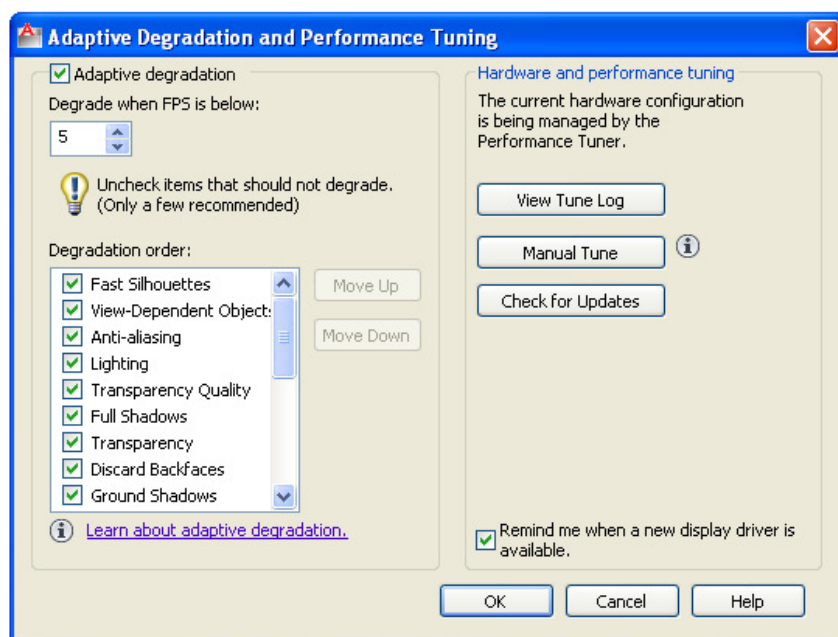 Adaptive Degradation and Performance Tuning
Adaptive degradation
Degrade when FPS is below:
5
Uncheck items that should not degrade.
(Only a few recommended)
Degradation order:
Fast Silhouettes
View-Dependent Object:
Anti-aliasing
Lighting
Transparency Quality
Full Shadows
Transparency
Discard Backfaces
Ground Shadows
Move Up
Move Down
Learn about adaptive degradation.
Hardware and performance tuning
The current hardware configuration
is being managed by the
Performance Tuner.
View Tune Log
Manual Tune
Check for Updates
Remind me when a new display driver is
available.
OK
Cancel
Help